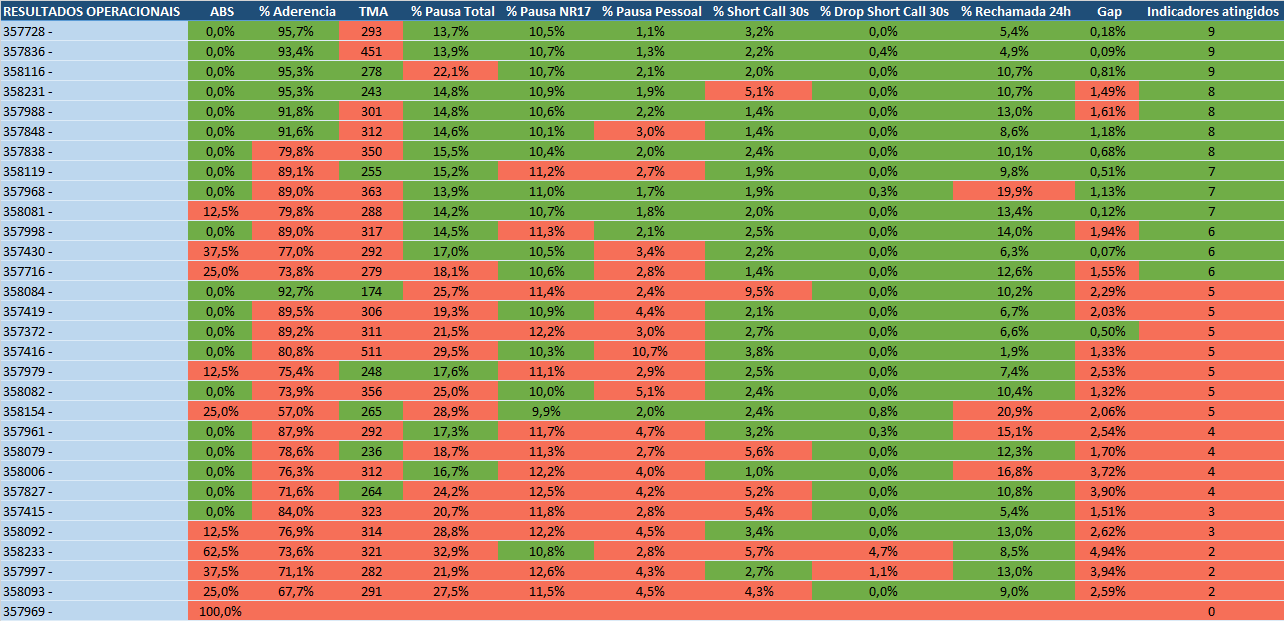 RESULTADOS OPERACIONAIS ABS % Aderencia TMA % Pausa Total % Pausa NR17 % Pausa Pessoal % Short Call 30s % Drop Short Call 30s % Rechamada 24h Gap Indicadores atingidos
357728 - 0,0% 95,7% 293 13,7% 10,5% 1,1% 3,2% 0,0% 5,4% 0,18% 9
357836 - 0,0% 93,4% 451 13,9% 10,7% 1,3% 2,2% 0,4% 4,9% 0,09% 9
358116 - 0,0% 95,3% 278 22,1% 10,7% 2,1% 2,0% 0,0% 10,7% 0,81% 9
358231 - 0,0% 95,3% 243 14,8% 10,9% 1,9% 5,1% 0,0% 10,7% 1,49% 8
357988 - 0,0% 91,8% 301 14,8% 10,6% 2,2% 1,4% 0,0% 13,0% 1,61% 8
357848 - 0,0% 91,6% 312 14,6% 10,1% 3,0% 1,4% 0,0% 8,6% 1,18% 8
357838 - 0,0% 79,8% 350 15,5% 10,4% 2,0% 2,4% 0,0% 10,1% 0,68% 8
358119 - 0,0% 89,1% 255 15,2% 11,2% 2,7% 1,9% 0,0% 9,8% 0,51% 7
357968 - 0,0% 89,0% 363 13,9% 11,0% 1,7% 1,9% 0,3% 19,9% 1,13% 7
358081 - 12,5% 79,8% 288 14,2% 10,7% 1,8% 2,0% 0,0% 13,4% 0,12% 7
357998 - 0,0% 89,0% 317 14,5% 11,3% 2,1% 2,5% 0,0% 14,0% 1,94% 6
357430 - 37,5% 77,0% 292 17,0% 10,5% 3,4% 2,2% 0,0% 6,3% 0,07% 6
357716 - 25,0% 73,8% 279 18,1% 10,6% 2,8% 1,4% 0,0% 12,6% 1,55% 6
358084 - 0,0% 92,7% 174 25,7% 11,4% 2,4% 9,5% 0,0% 10,2% 2,29% 5
357419 - 0,0% 89,5% 306 19,3% 10,9% 4,4% 2,1% 0,0% 6,7% 2,03% 5
357372 - 0,0% 89,2% 311 21,5% 12,2% 3,0% 2,7% 0,0% 6,6% 0,50% 5
357416 - 0,0% 80,8% 511 29,5% 10,3% 10,7% 3,8% 0,0% 1,9% 1,33% 5
357979 - 12,5% 75,4% 248 17,6% 11,1% 2,9% 2,5% 0,0% 7,4% 2,53% 5
358082 - 0,0% 73,9% 356 25,0% 10,0% 5,1% 2,4% 0,0% 10,4% 1,32% 5
358154 - 25,0% 57,0% 265 28,9% 9,9% 2,0% 2,4% 0,8% 20,9% 2,06% 5
357961 - 0,0% 87,9% 292 17,3% 11,7% 4,7% 3,2% 0,3% 15,1% 2,54% 4
358079 - 0,0% 78,6% 236 18,7% 11,3% 2,7% 5,6% 0,0% 12,3% 1,70% 4
358006 - 0,0% 76,3% 312 16,7% 12,2% 4,0% 1,0% 0,0% 16,8% 3,72% 4
357827 - 0,0% 71,6% 264 24,2% 12,5% 4,2% 5,2% 0,0% 10,8% 3,90% 4
357415 - 0,0% 84,0% 323 20,7% 11,8% 2,8% 5,4% 0,0% 5,4% 1,51% 3
358092 - 12,5% 76,9% 314 28,8% 12,2% 4,5% 3,4% 0,0% 13,0% 2,62% 3
358233 - 62,5% 73,6% 321 32,9% 10,8% 2,8% 5,7% 4,7% 8,5% 4,94% 2
357997 - 37,5% 71,1% 282 21,9% 12,6% 4,3% 2,7% 1,1% 13,0% 3,94% 2
358093 - 25,0% 67,7% 291 27,5% 11,5% 4,5% 4,3% 0,0% 9,0% 2,59% 2
357969 - 100,0% 0